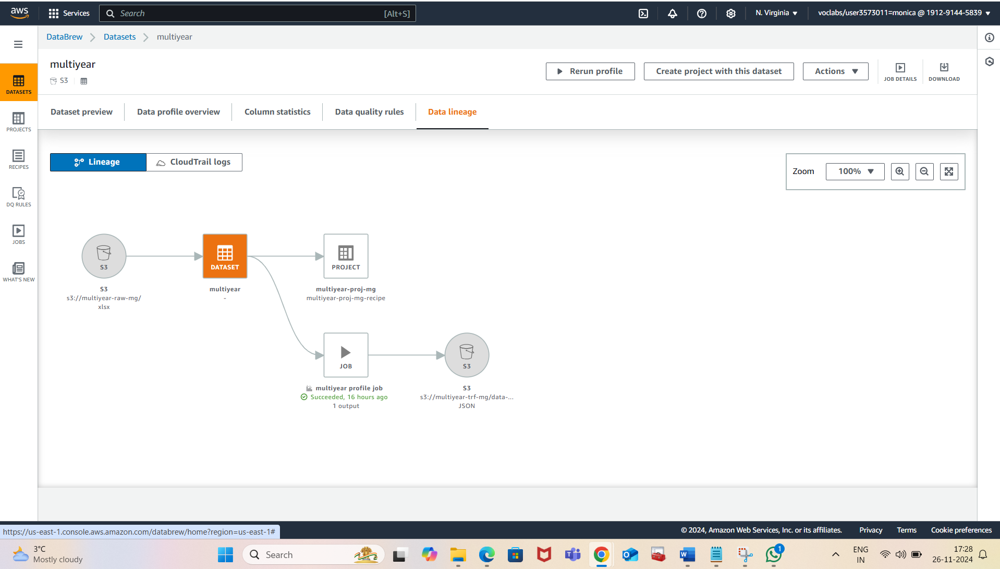 aws
Services
Search
[Alt+S]
N. Virginia
voclabs/user3573011=monica @ 1912-9144-5839
DataBrew
Datasets
multiyear
multiyear
S3
Rerun profile
Create project with this dataset
Actions
JOB DETAILS
DOWNLOAD
DATASETS
PROJECTS
RECIPES
DQ RULES
JOBS
WHAT'S NEW
Dataset preview
Data profile overview
Column statistics
Data quality rules
Data lineage
Lineage
CloudTrail logs
Zoom
100%
S3
S3
s3://multiyear-raw-mg/
xlsx
DATASET
multiyear
-
PROJECT
multiyear-proj-mg
multiyear-proj-mg-recipe
JOB
multiyear profile job
Succeeded, 16 hours ago
1 output
S3
S3
s3://multiyear-trf-mg/data-...
JSON
https://us-east-1.console.aws.amazon.com/databrew/home?region=us-east-1#
© 2024, Amazon Web Services, Inc. or its affiliates.
Privacy
Terms
Cookie preferences
3°C
Mostly cloudy
Search
1
ENG
IN
17:28
26-11-2024